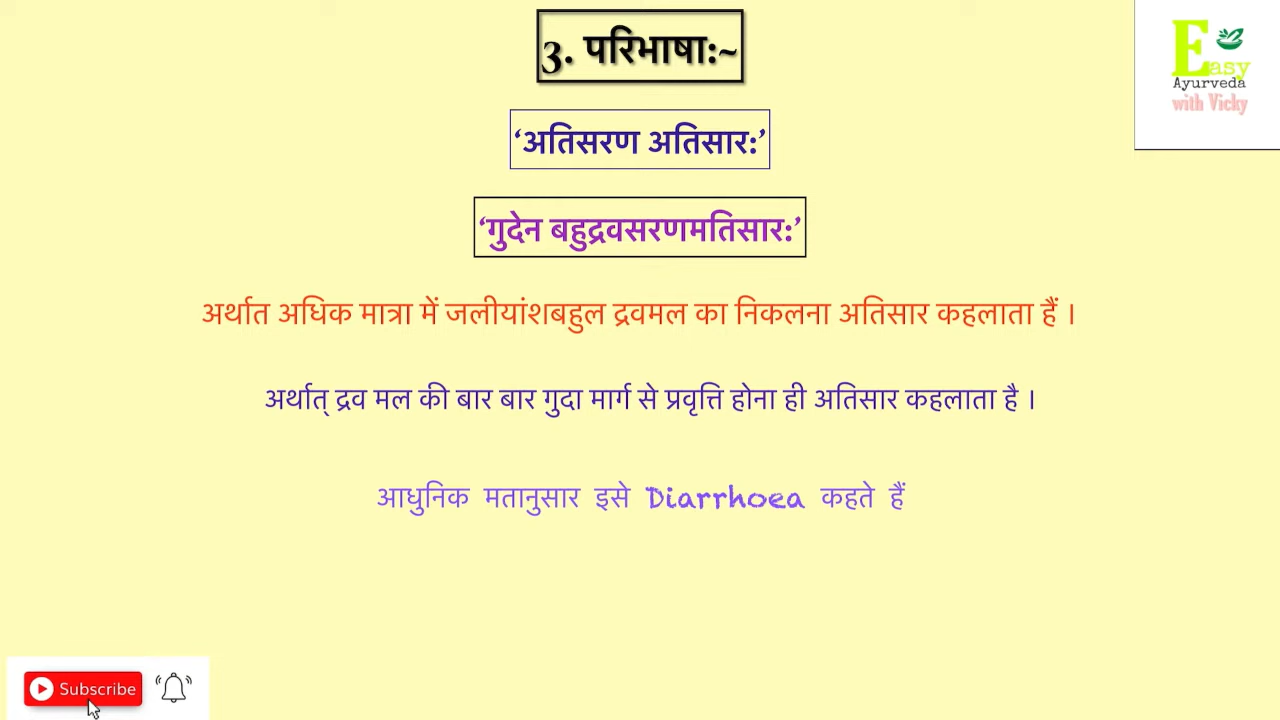 3. परिभाषा:~
Easy
Ayurveda
with Vicky
‘अतिसरण अतिसार:’
‘गुदेन बहुद्रवसरणमतिसार:’
अर्थात अधिक मात्रा में जलीयांशबहुल द्रवमल का निकलना अतिसार कहलाता हैं ।
अर्थात् द्रव मल की बार बार गुदा मार्ग से प्रवृत्ति होना ही अतिसार कहलाता है ।
आधुनिक मतानुसार इसे Diarrhoea कहते हैं
Subscribe